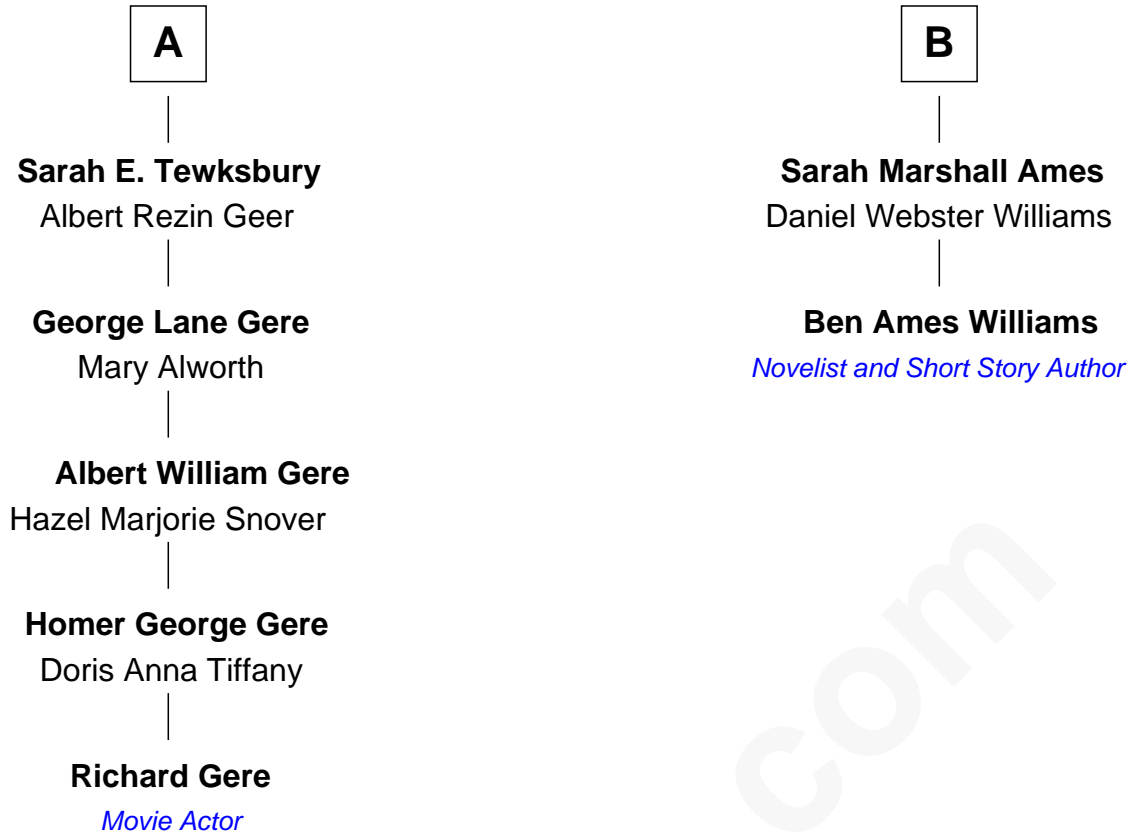 A
Sarah E. Tewksbury
Albert Rezin Geer
George Lane Gere
Mary Alworth
Albert William Gere
Hazel Marjorie Snover
Homer George Gere
Doris Anna Tiffany
Richard Gere
Movie Actor
B
Sarah Marshall Ames
Daniel Webster Williams
Ben Ames Williams
Novelist and Short Story Author
com